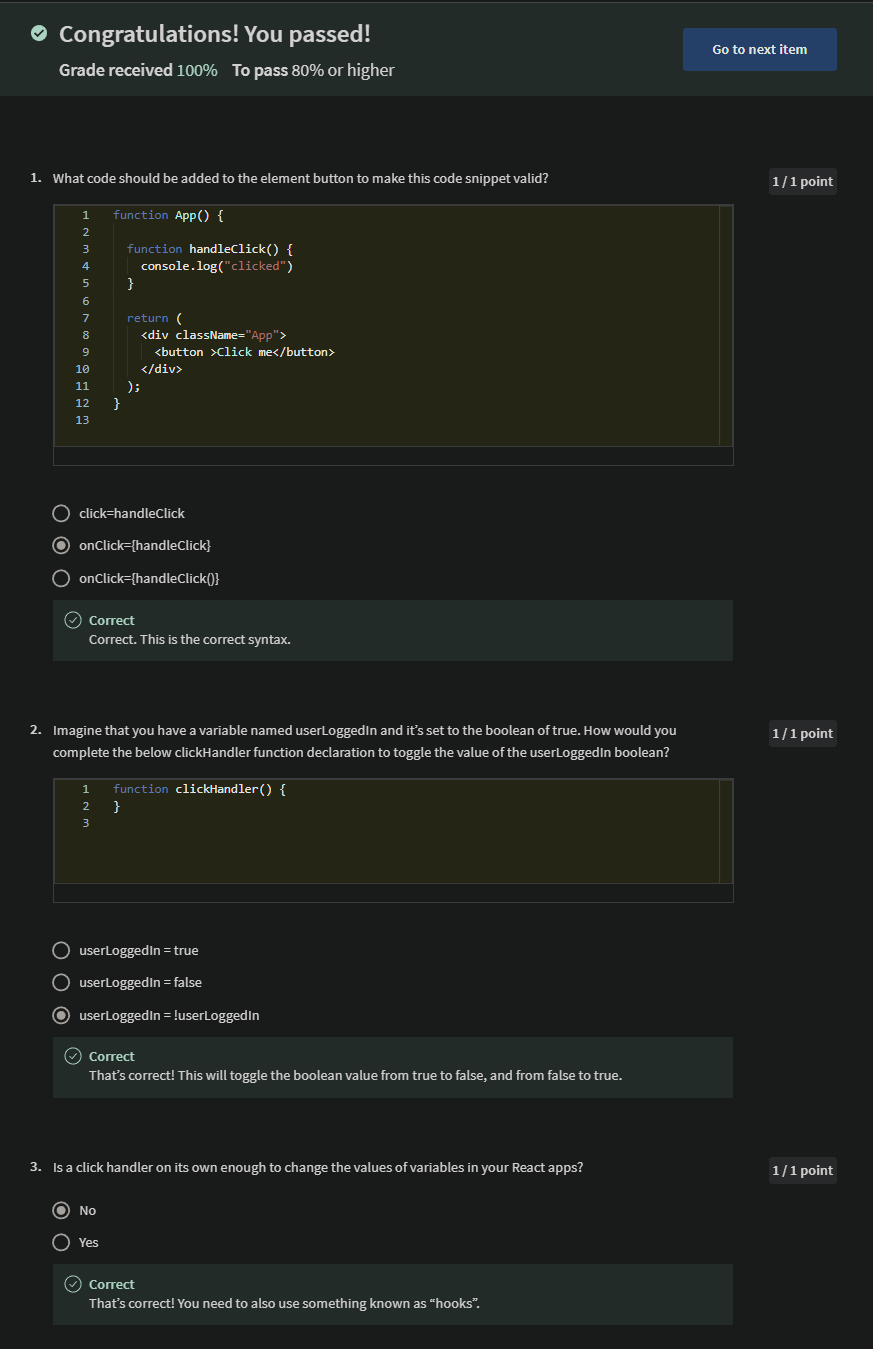 Congratulations! You passed!
Go to next item
Grade received 100% To pass 80% or higher
1. What code should be added to the element button to make this code snippet valid?
1 / 1 point
1 function App() {
2
3 function handleClick() {
4 console.log("clicked")
5 }
6
7 return (
8 <div className="App">
9 <button >Click me</button>
10 </div>
11 );
12 }
13
click=handleClick
onClick={handleClick}
onClick={handleClick()}
Correct
Correct. This is the correct syntax.
2. Imagine that you have a variable named userLoggedIn and it's set to the boolean of true. How would you
1 / 1 point
complete the below clickHandler function declaration to toggle the value of the userLoggedIn boolean?
1 function clickHandler() {
2 }
3
userLoggedIn = true
userLoggedIn = false
userLoggedIn = !userLoggedIn
Correct
That's correct! This will toggle the boolean value from true to false, and from false to true.
3. Is a click handler on its own enough to change the values of variables in your React apps?
1 / 1 point
No
Yes
Correct
That's correct! You need to also use something known as “hooks”.